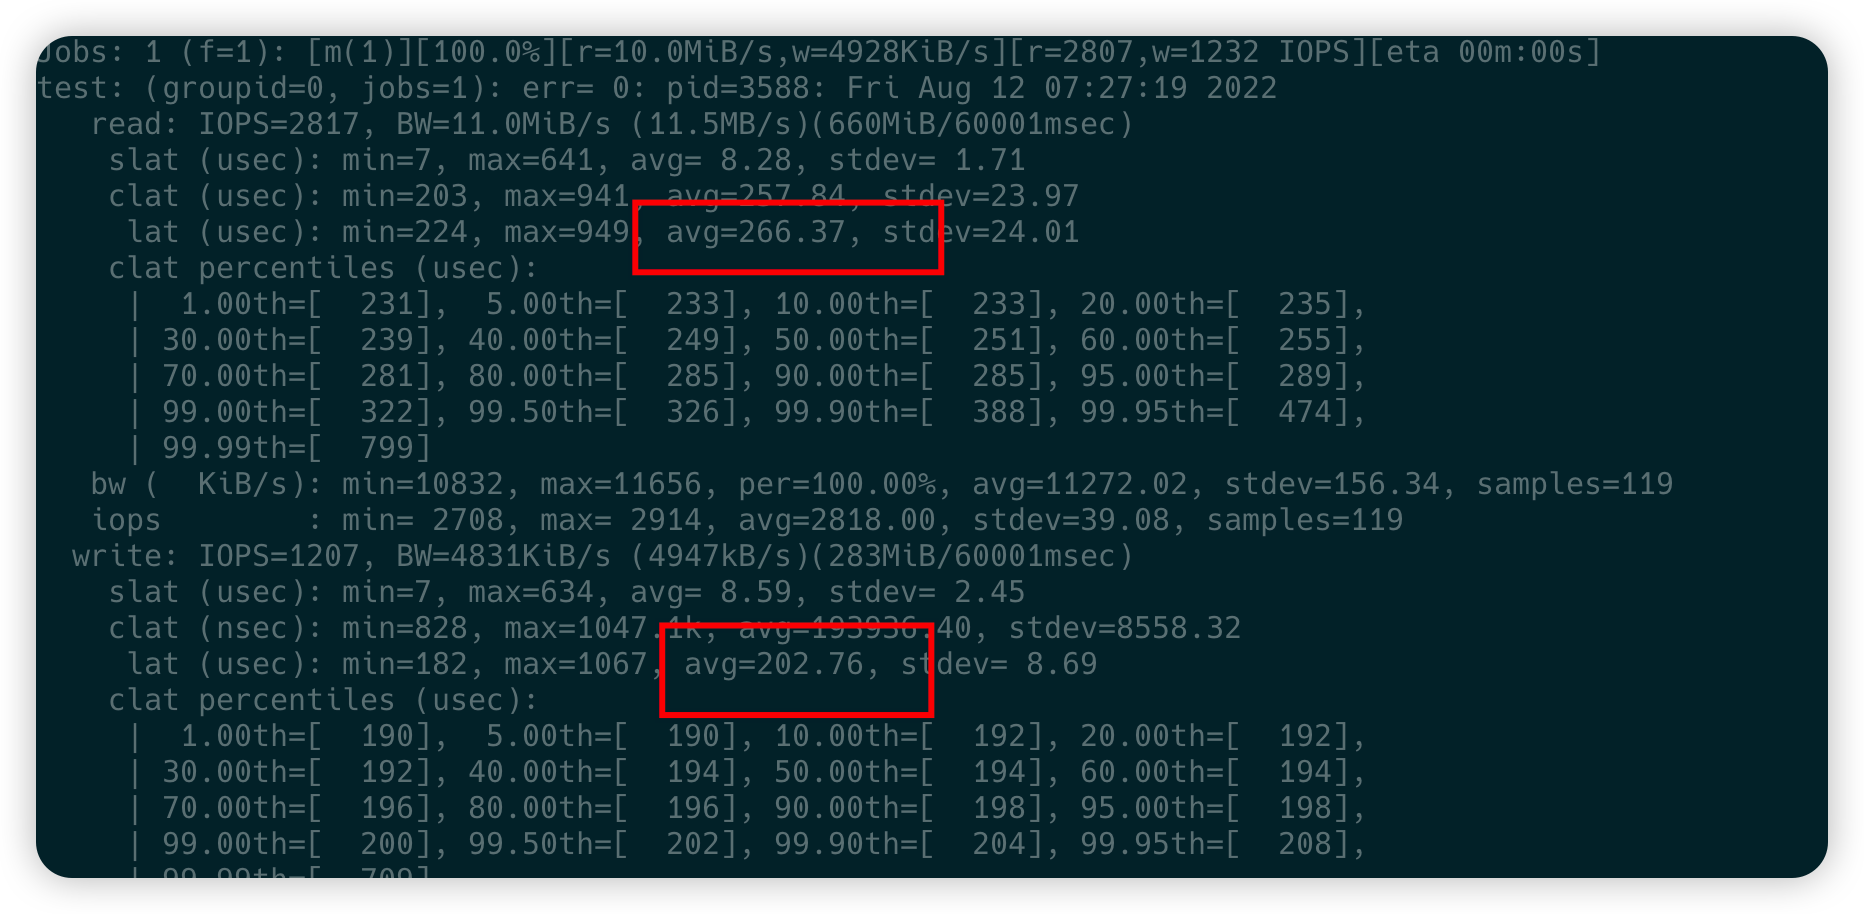 Jobs: 1 (f=1): [m(1)][100.0%][r=10.0MiB/s,w=4928KiB/s][r=2807,w=1232 IOPS][eta 00m:00s]
test: (groupid=0, jobs=1): err= 0: pid=3588: Fri Aug 12 07:27:19 2022
read: IOPS=2817, BW=11.0MiB/s (11.5MB/s)(660MiB/60001msec)
slat (usec): min=7, max=641, avg= 8.28, stdev= 1.71
clat (usec): min=203, max=941, avg=257.84, stdev=23.97
lat (usec): min=224, max=949, avg=266.37, stdev=24.01
clat percentiles (usec):
| 1.00th=[ 231], 5.00th=[ 233], 10.00th=[ 233], 20.00th=[ 235],
| 30.00th=[ 239], 40.00th=[ 249], 50.00th=[ 251], 60.00th=[ 255],
| 70.00th=[ 281], 80.00th=[ 285], 90.00th=[ 285], 95.00th=[ 289],
| 99.00th=[ 322], 99.50th=[ 326], 99.90th=[ 388], 99.95th=[ 474],
| 99.99th=[ 799]
bw ( KiB/s): min=10832, max=11656, per=100.00%, avg=11272.02, stdev=156.34, samples=119
iops : min= 2708, max= 2914, avg=2818.00, stdev=39.08, samples=119
write: IOPS=1207, BW=4831KiB/s (4947kB/s)(283MiB/60001msec)
slat (usec): min=7, max=634, avg= 8.59, stdev= 2.45
clat (nsec): min=828, max=1047.1k, avg=193936.40, stdev=8558.32
lat (usec): min=182, max=1067, avg=202.76, stdev= 8.69
clat percentiles (usec):
| 1.00th=[ 190], 5.00th=[ 190], 10.00th=[ 192], 20.00th=[ 192],
| 30.00th=[ 192], 40.00th=[ 194], 50.00th=[ 194], 60.00th=[ 194],
| 70.00th=[ 196], 80.00th=[ 196], 90.00th=[ 198], 95.00th=[ 198],
| 99.00th=[ 200], 99.50th=[ 202], 99.90th=[ 204], 99.95th=[ 208],
| 99.99th=[ 709]